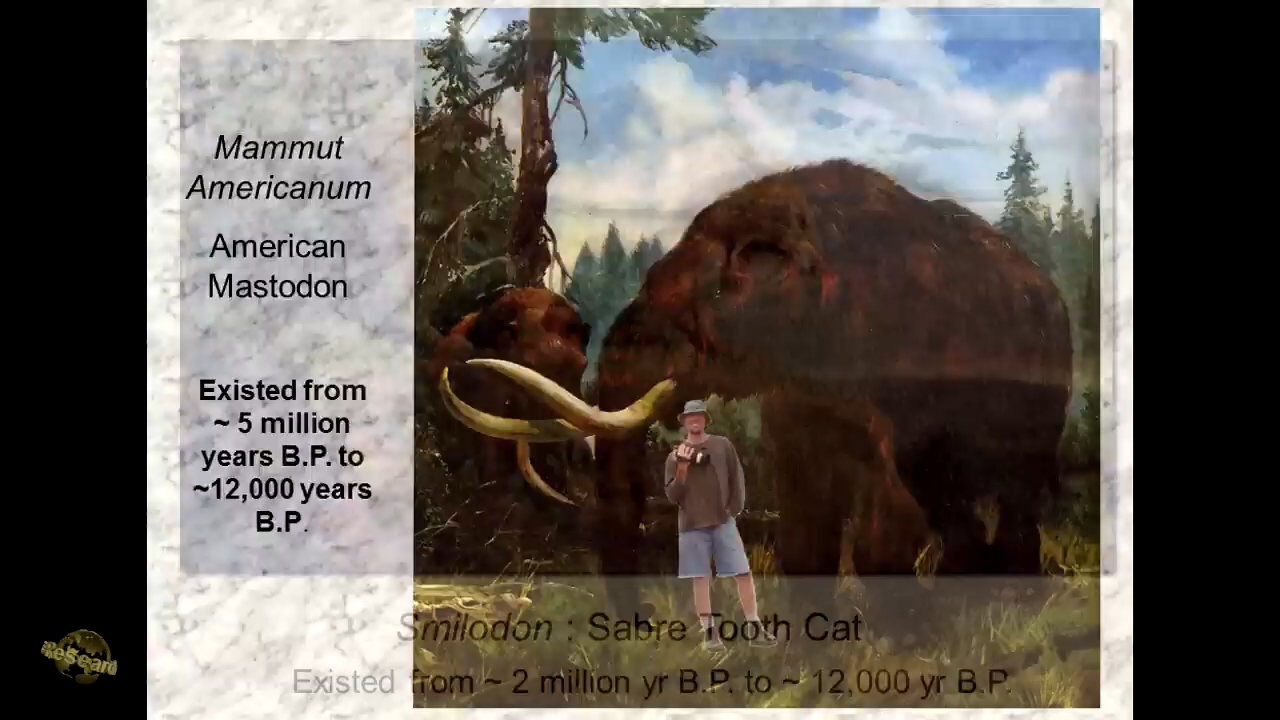 Mammut
Americanum
American
Mastodon
Existed from
~ 5 million
years B.P. to
~12,000 years
B.P.
Smilodon : Sabre Tooth Cat
Existed from ~ 2 million yr B.P. to ~ 12,000 yr B.P.